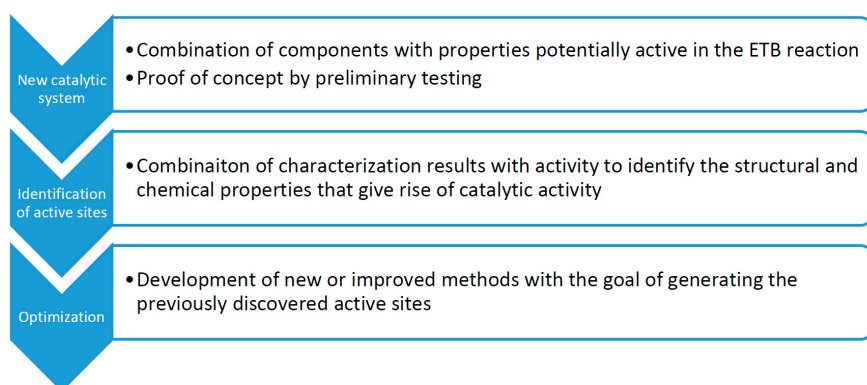 New catalytic
system
•Combination of components with properties potentially active in the ETB reaction
•Proof of concept by preliminary testing
Identification
of active sites
•Combinaiton of characterization results with activity to identify the structural and
chemical properties that give rise of catalytic activity
Optimization
•Development of new or improved methods with the goal of generating the
previously discovered active sites